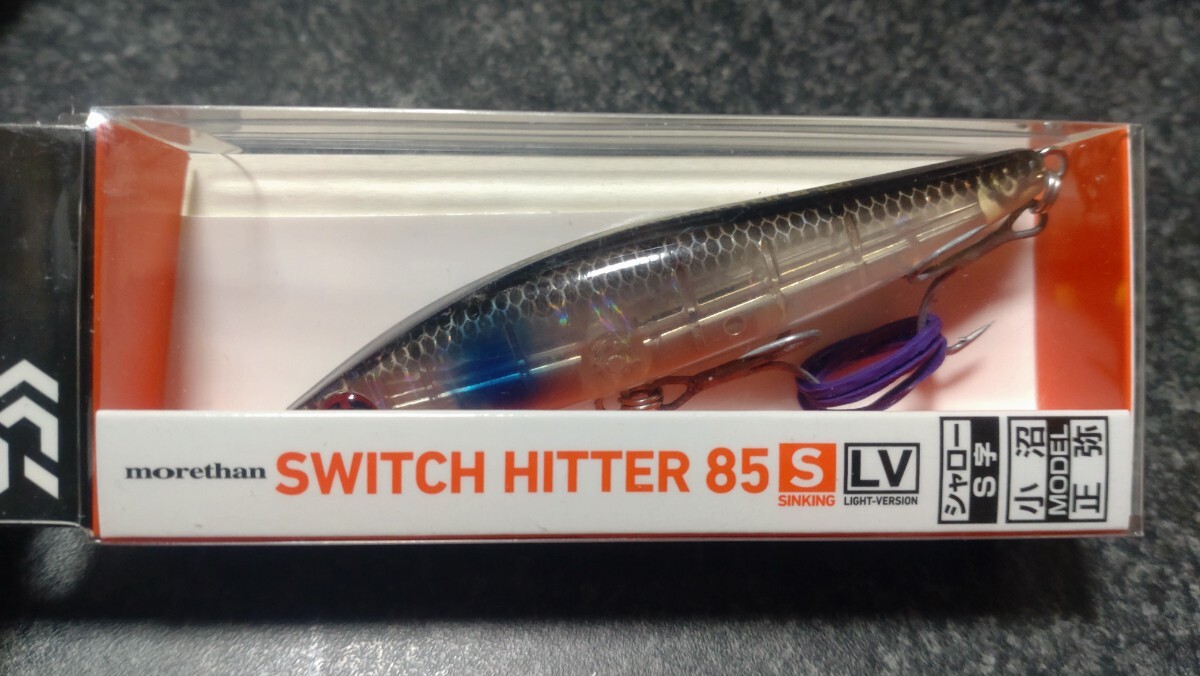 morethan SWITCH HITTER 85 S SINKING LV LIGHT-VERSION
シャロー
S字
小沼
MODEL
正弥